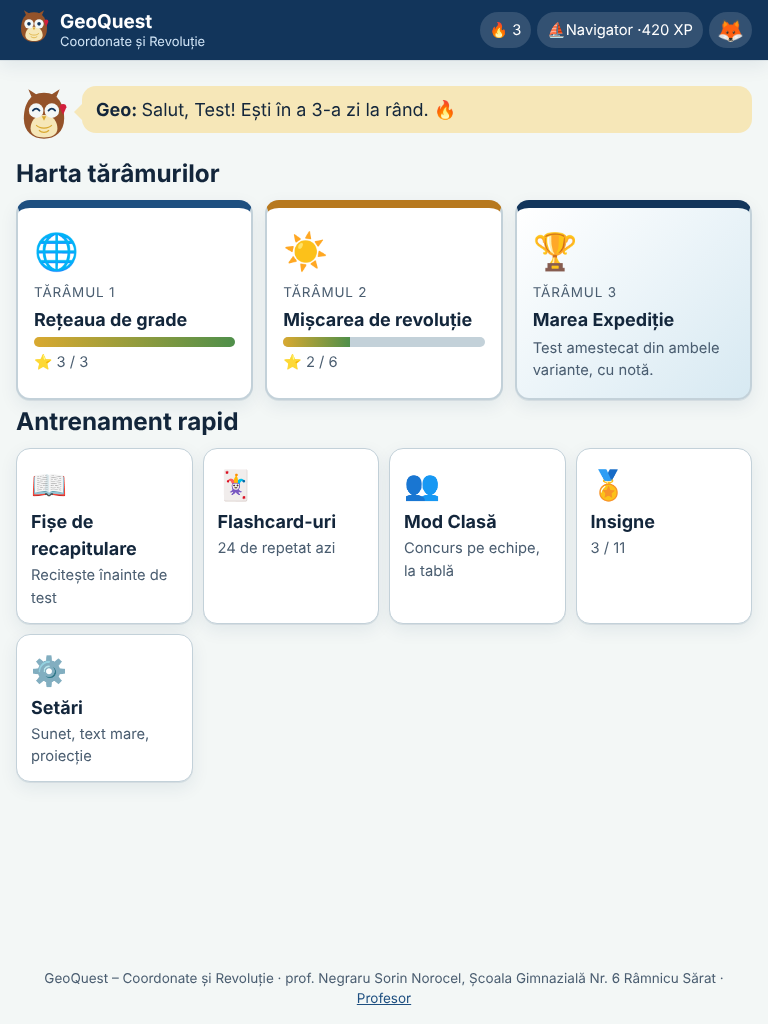 GeoQuest
Coordonate și Revoluție
🔥 3
⛵Navigator ·420 XP
Geo: Salut, Test! Ești în a 3-a zi la rând. 🔥
Harta tărâmurilor
TĂRÂMUL 1
Rețeaua de grade
⭐ 3 / 3
TĂRÂMUL 2
Mișcarea de revoluție
⭐ 2 / 6
TĂRÂMUL 3
Marea Expediție
Test amestecat din ambele
variante, cu notă.
Antrenament rapid
Fișe de
recapitulare
Recitește înainte de
test
Flashcard-uri
24 de repetat azi
Mod Clasă
Concurs pe echipe,
la tablă
Insigne
3 / 11
Setări
Sunet, text mare,
proiecție
GeoQuest – Coordonate și Revoluție · prof. Negraru Sorin Norocel, Școala Gimnazială Nr. 6 Râmnicu Sărat ·
Profesor